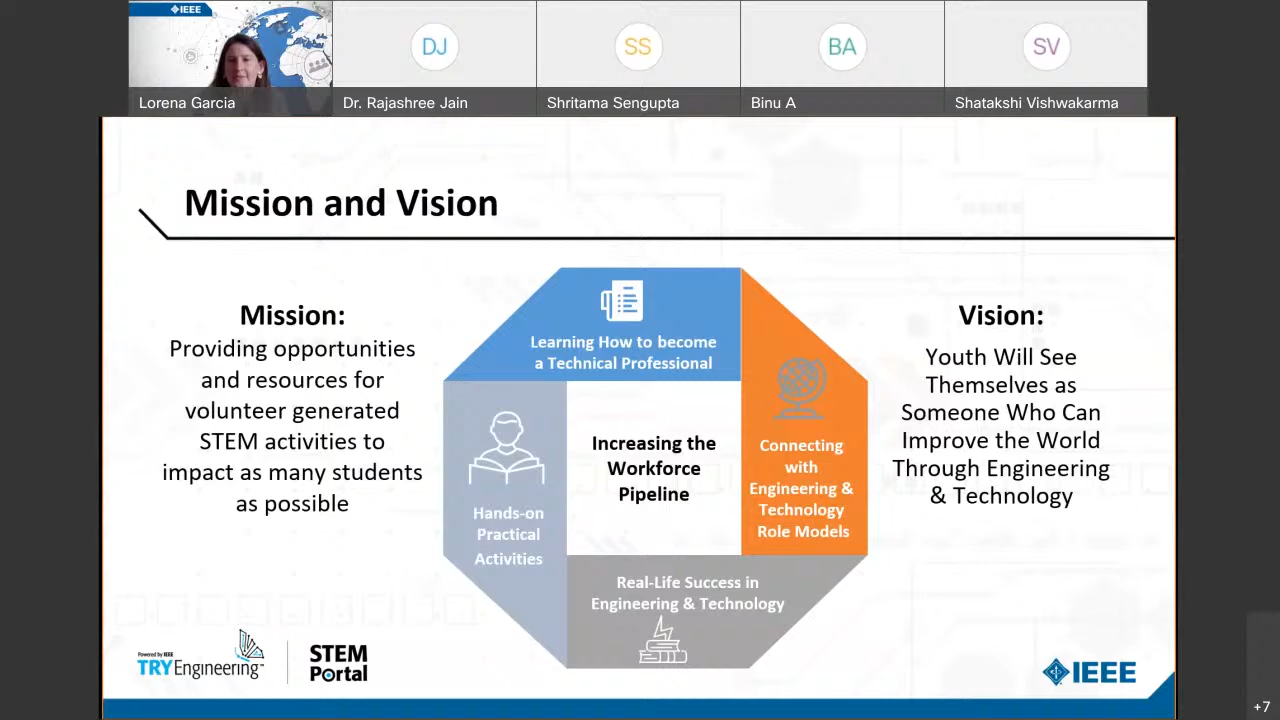 IEEE
DJ
SS
BA
SV
Lorena Garcia
Dr. Rajashree Jain
Shritama Sengupta
Binu A
Shatakshi Vishwakarma
Mission and Vision
Mission:
Providing opportunities
and resources for
volunteer generated
STEM activities to
impact as many students
as possible
Learning How to become
a Technical Professional
Hands-on
Practical
Activities
Increasing the
Workforce
Pipeline
Connecting
with
Engineering &
Technology
Role Models
Real-Life Success in
Engineering & Technology
Vision:
Youth Will See
Themselves as
Someone Who Can
Improve the World
Through Engineering
& Technology
Powered by IEEE
TRYEngineering™
STEM
Portal
IEEE
+7